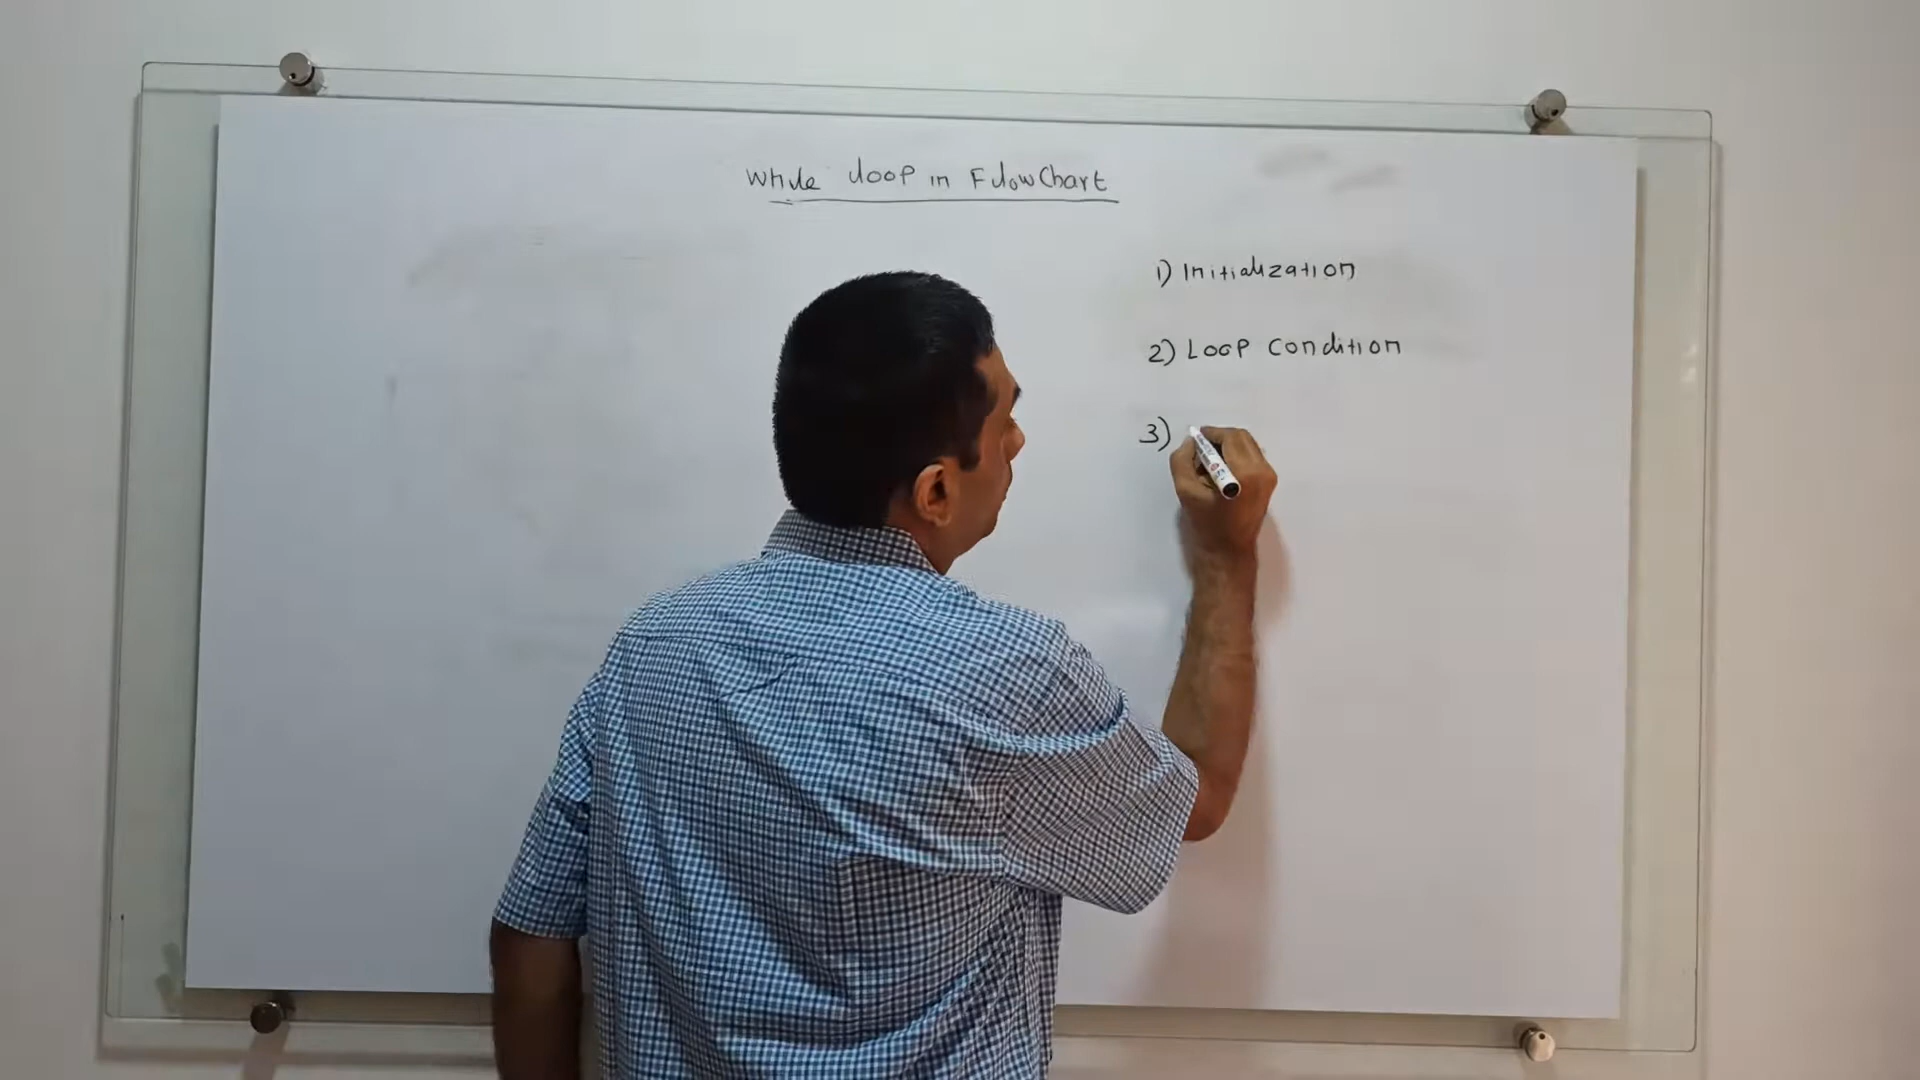 While loop in FlowChart
1) Initialization
2) Loop Condition
3)